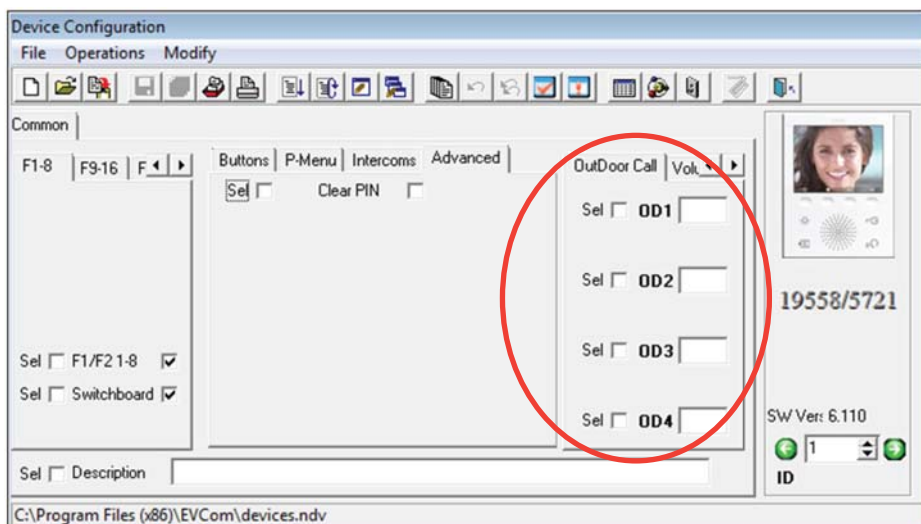 Device Configuration
File Operations Modify
Common
F1-8 F9-16 F
Buttons P-Menu Intercoms Advanced
OutDoor Call Volu
Sel Clear PIN
Sel OD1
Sel OD2
Sel OD3
Sel OD4
Sel F1/F2 1-8
Sel Switchboard
Sel Description
19558/5721
SW Ver: 6.110
1
ID
C:\Program Files (x86)\EVCom\devices.ndv